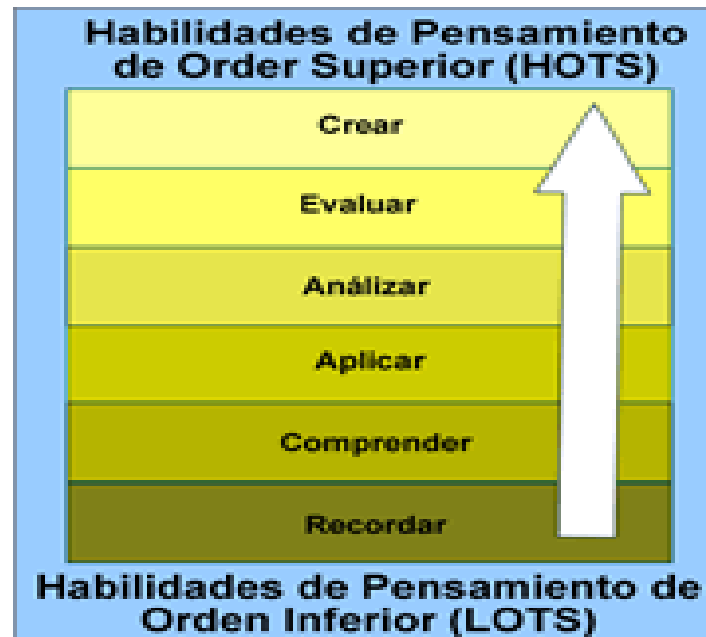 Habilidades de Pensamiento
de Order Superior (HOTS)
Crear
Evaluar
Análizar
Aplicar
Comprender
Recordar
Habilidades de Pensamiento de
Orden Inferior (LOTS)